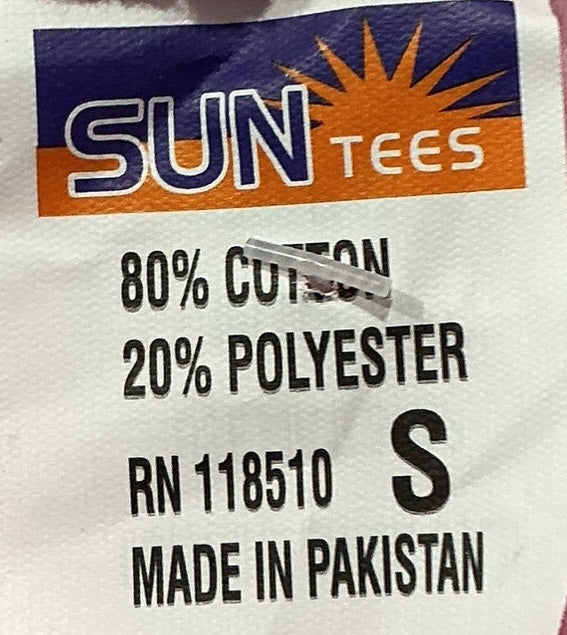 SUN TEES
80% COTTON
20% POLYESTER
RN 118510 S
MADE IN PAKISTAN